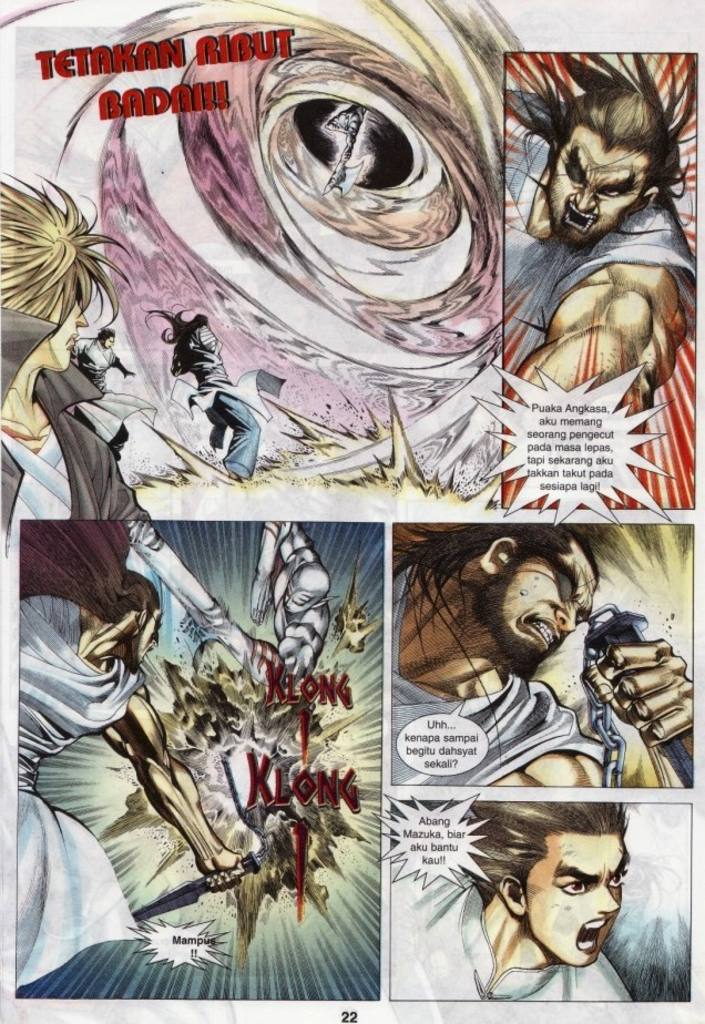 TETAKAN RIBUT
BADAI!!
Puaka Angkasa,
aku memang
seorang pengecut
pada masa lepas,
tapi sekarang aku
takkan takut pada
sesiapa lagi!
KLONG
!
KLONG
!
Mampus
!!
Uhh...
kenapa sampai
begitu dahsyat
sekali?
Abang
Mazuka, biar
aku bantu
kau!!
22